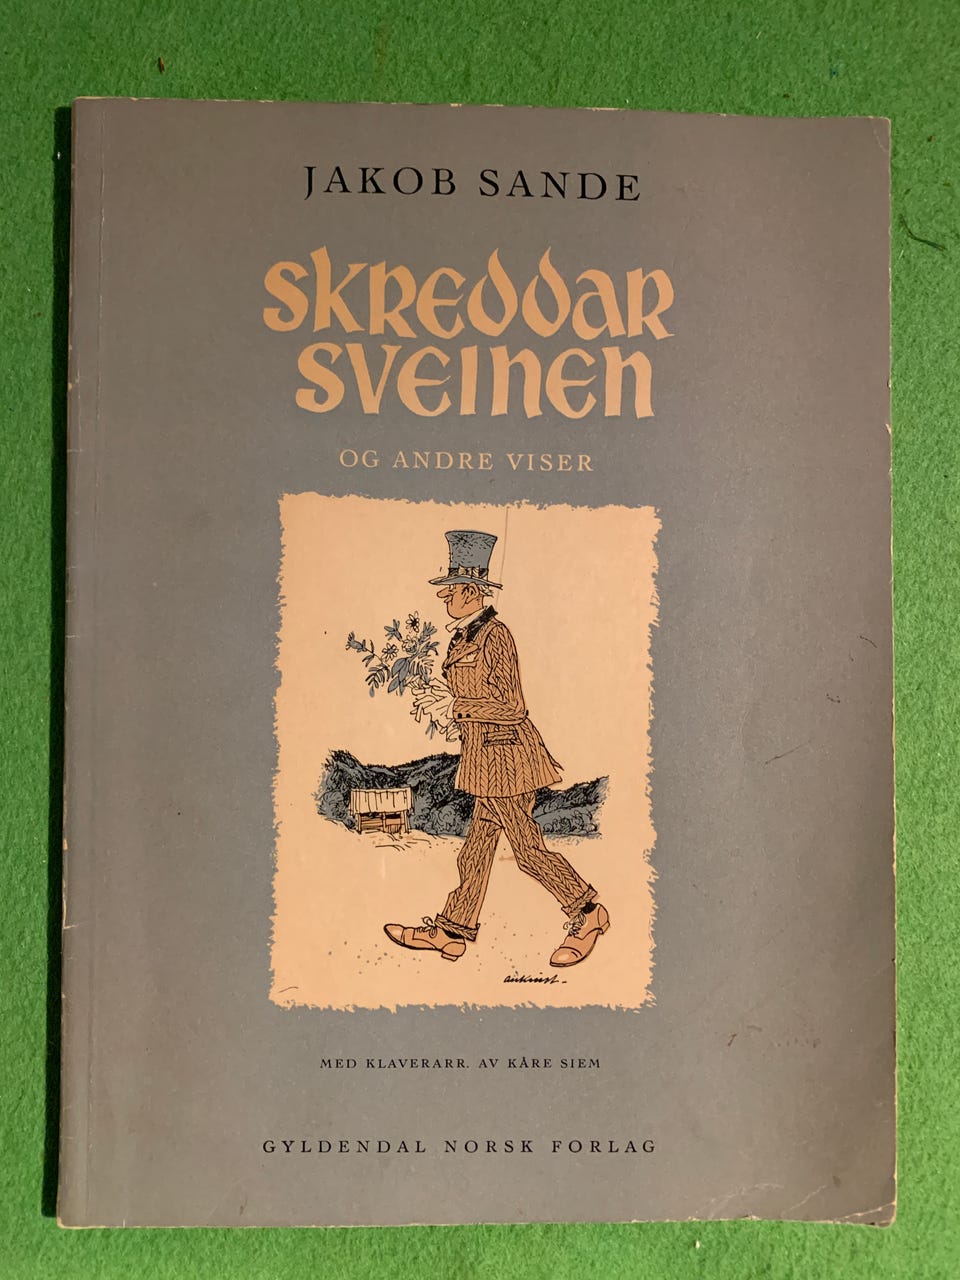 JAKOB SANDE
SKREDDAR
SVEINEN
OG ANDRE VISER
MED KLAVERARR. AV KÅRE SIEM
GYLDENDAL NORSK FORLAG